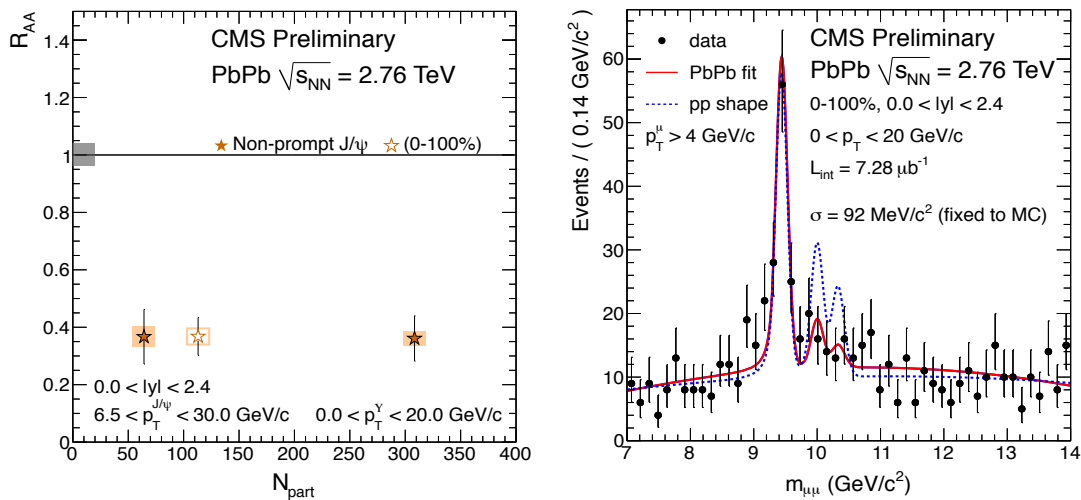 R_AA
1.4
1.2
1
0.8
0.6
0.4
0.2
0
CMS Preliminary
PbPb √s_NN = 2.76 TeV
★ Non-prompt J/ψ ☆ (0-100%)
0.0 < |y| < 2.4
6.5 < p_T^J/ψ < 30.0 GeV/c 0.0 < p_T^Υ < 20.0 GeV/c
0 50 100 150 200 250 300 350 400
N_part
Events / ( 0.14 GeV/c² )
60
50
40
30
20
10
0
data
PbPb fit
pp shape
p_T^μ > 4 GeV/c
CMS Preliminary
PbPb √s_NN = 2.76 TeV
0-100%, 0.0 < |y| < 2.4
0 < p_T < 20 GeV/c
L_int = 7.28 μb⁻¹
σ = 92 MeV/c² (fixed to MC)
7 8 9 10 11 12 13 14
m_μμ (GeV/c²)